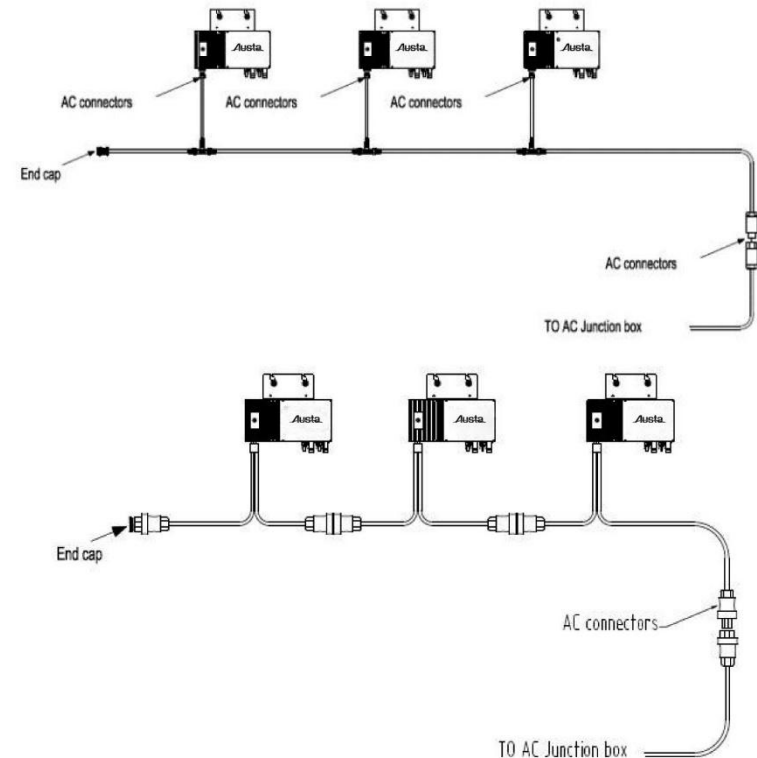 Austa
Austa
Austa
AC connectors
AC connectors
AC connectors
End cap
AC connectors
TO AC Junction box
Austa
Austa
Austa
End cap
AC connectors
TO AC Junction box